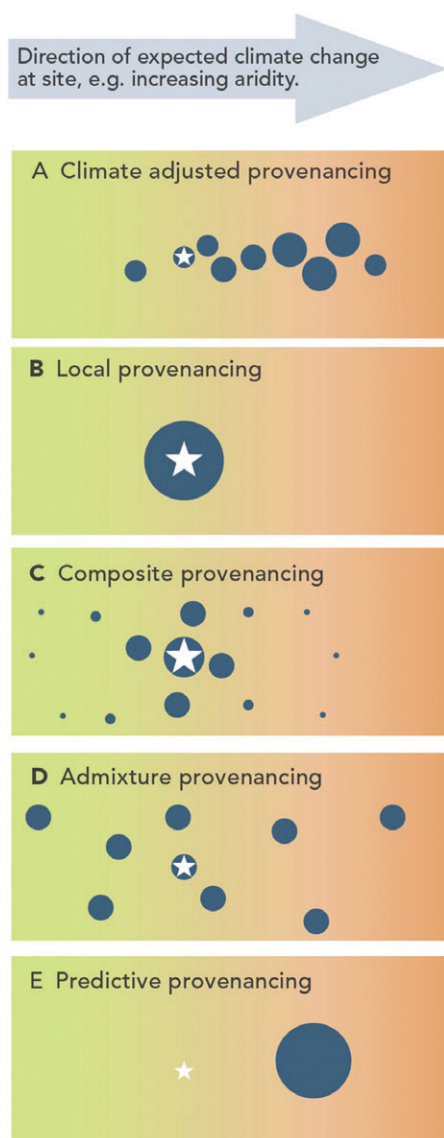 Direction of expected climate change
at site, e.g. increasing aridity.
A Climate adjusted provenancing
B Local provenancing
C Composite provenancing
D Admixture provenancing
E Predictive provenancing